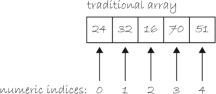 traditional array
24 32 16 70 51
numeric indices: 0 1 2 3 4